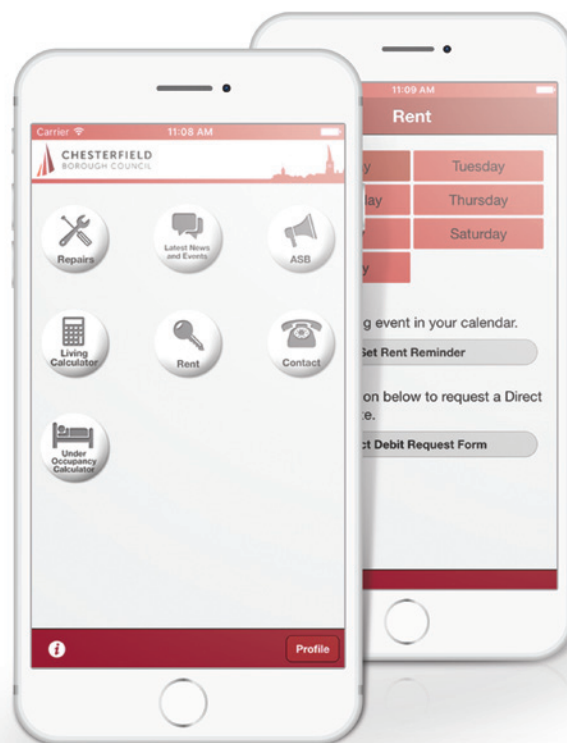 Carrier 11:08 AM
CHESTERFIELD
BOROUGH COUNCIL
Repairs
Latest News
and Events
ASB
Living
Calculator
Rent
Contact
Under
Occupancy
Calculator
i
Profile
11:09 AM
Rent
y Tuesday
lay Thursday
Saturday
y
g event in your calendar.
Set Rent Reminder
on below to request a Direct
te.
ct Debit Request Form